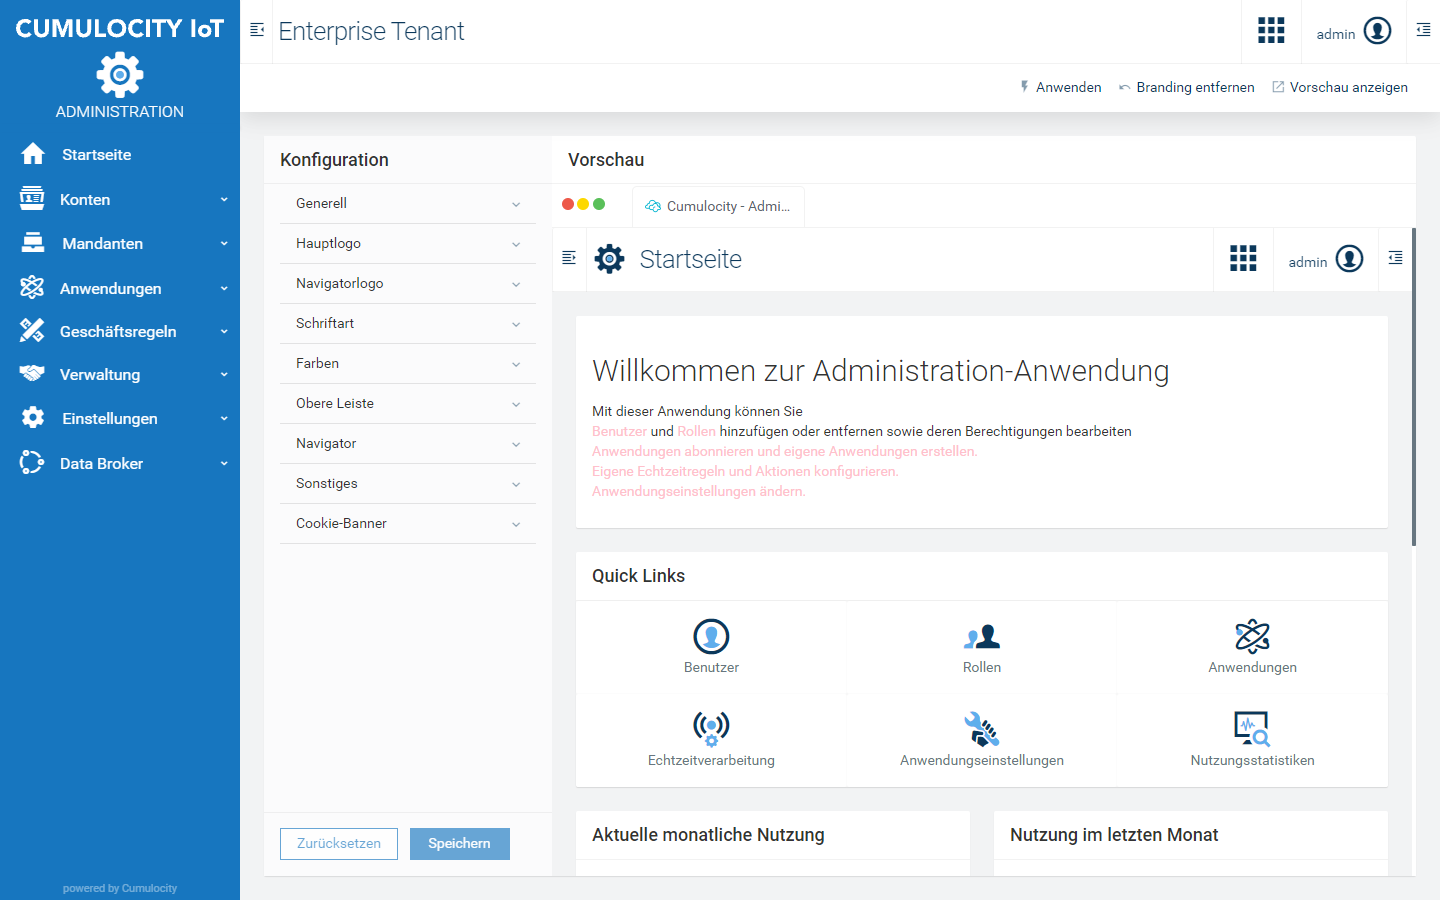 CUMULOCITY IoT
ADMINISTRATION
Startseite
Konten
Mandanten
Anwendungen
Geschäftsregeln
Verwaltung
Einstellungen
Data Broker
powered by Cumulocity
Enterprise Tenant
admin
Anwenden
Branding entfernen
Vorschau anzeigen
Konfiguration
Generell
Hauptlogo
Navigatorlogo
Schriftart
Farben
Obere Leiste
Navigator
Sonstiges
Cookie-Banner
Zurücksetzen
Speichern
Vorschau
Cumulocity - Admi...
Startseite
admin
Willkommen zur Administration-Anwendung
Mit dieser Anwendung können Sie
Benutzer und Rollen hinzufügen oder entfernen sowie deren Berechtigungen bearbeiten
Anwendungen abonnieren und eigene Anwendungen erstellen.
Eigene Echtzeitregeln und Aktionen konfigurieren.
Anwendungseinstellungen ändern.
Quick Links
Benutzer
Rollen
Anwendungen
Echtzeitverarbeitung
Anwendungseinstellungen
Nutzungsstatistiken
Aktuelle monatliche Nutzung
Nutzung im letzten Monat